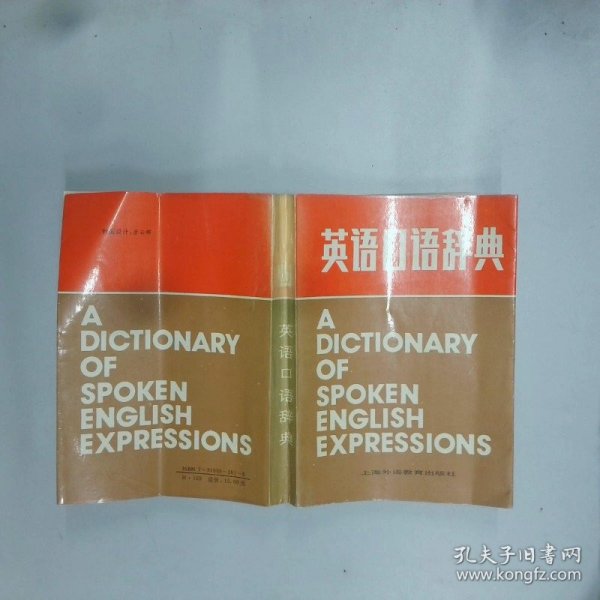 A
DICTIONARY
OF
SPOKEN
ENGLISH
EXPRESSIONS
英语口语辞典
英语口语辞典
A
DICTIONARY
OF
SPOKEN
ENGLISH
EXPRESSIONS
上海外语教育出版社
孔夫子旧书网
www.kongfz.com